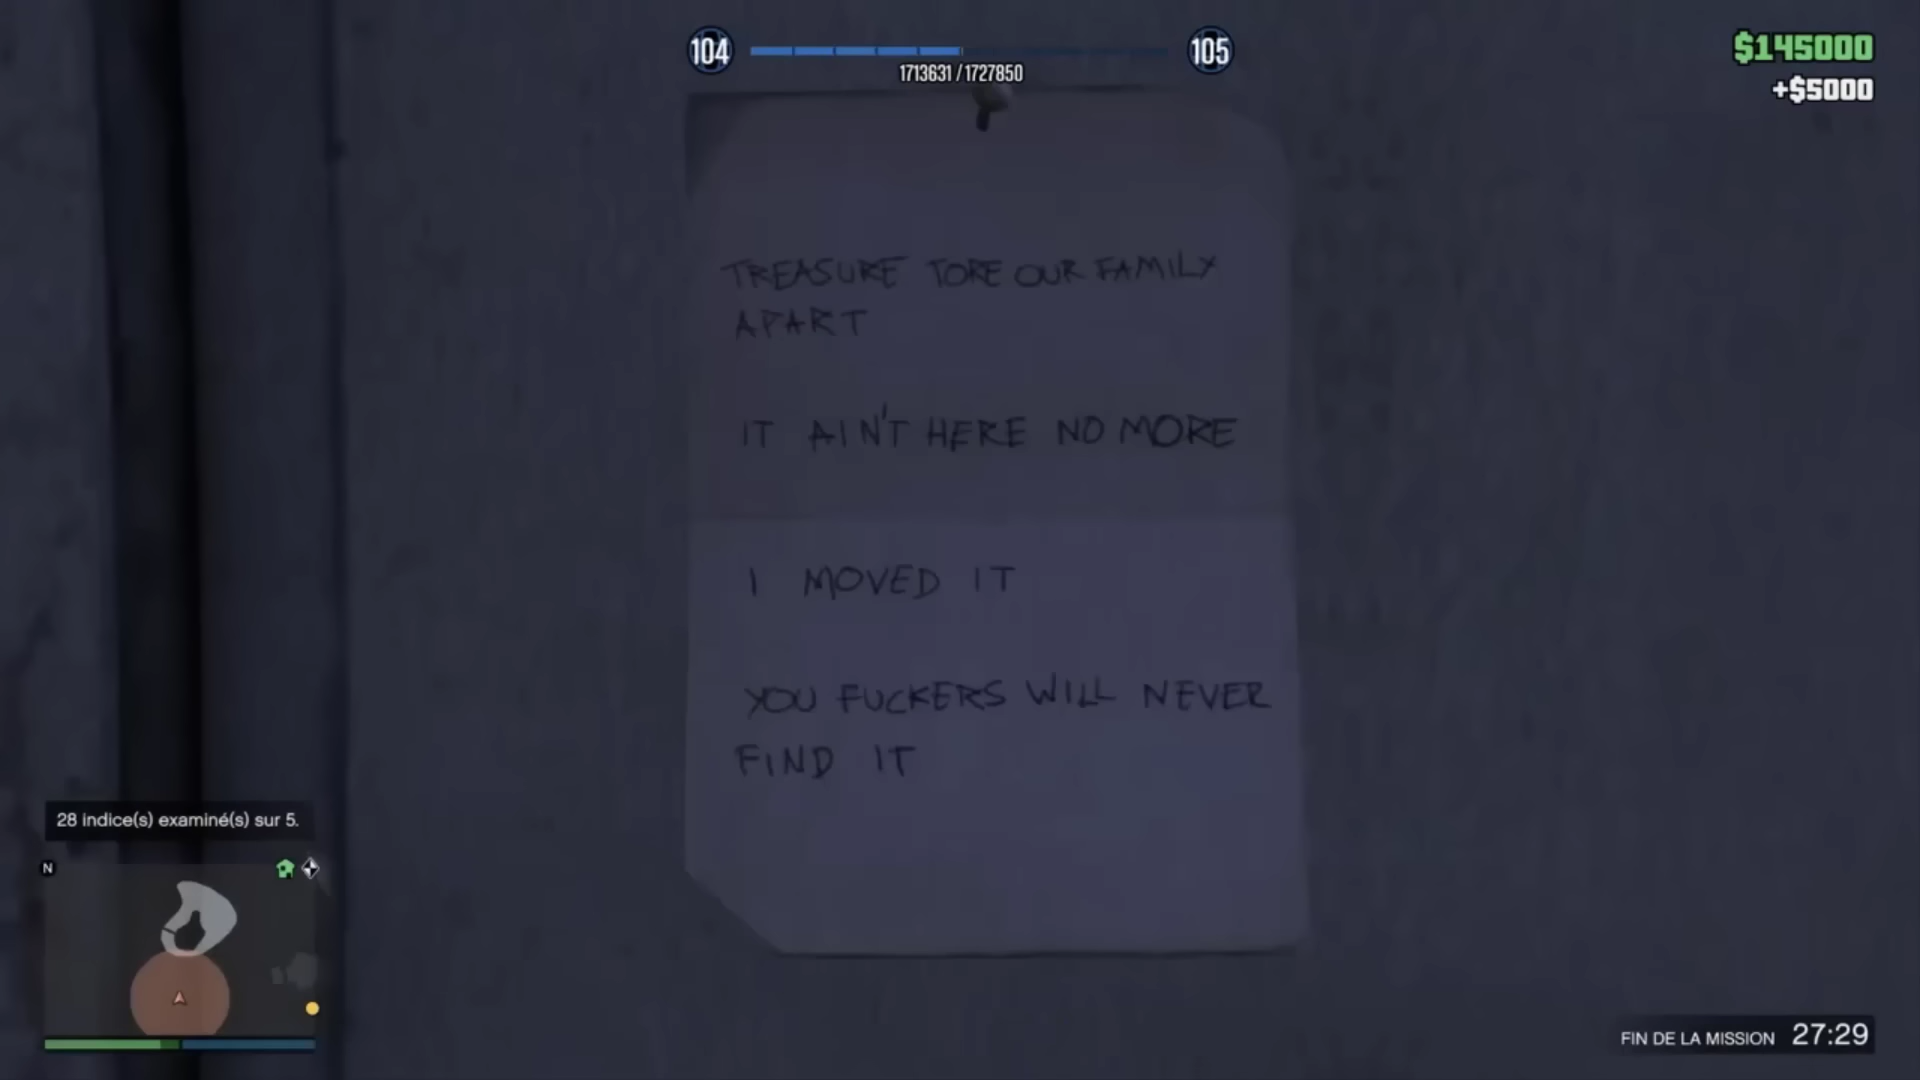 104
105
1713631 / 1727850
$145000
+$5000
TREASURE TORE OUR FAMILY
APART
IT AIN'T HERE NO MORE
I MOVED IT
YOU FUCKERS WILL NEVER
FIND IT
28 indice(s) examiné(s) sur 5.
N
FIN DE LA MISSION 27:29